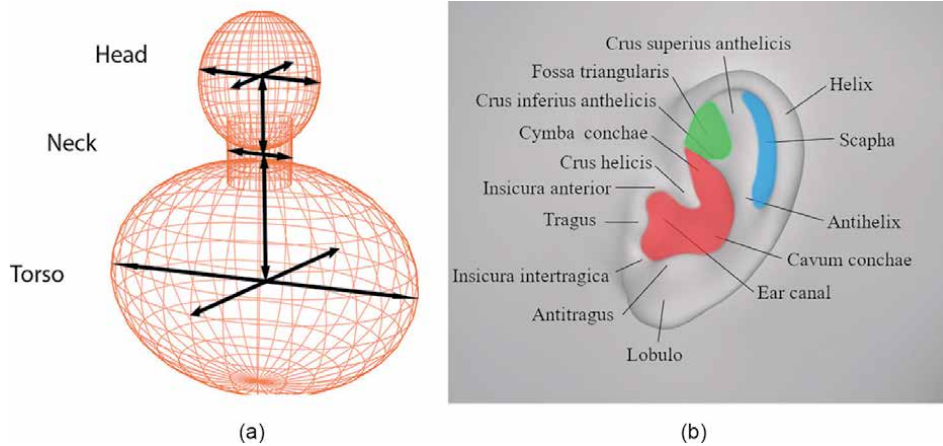 Head
Neck
Torso
(a)
Crus superius anthelicis
Fossa triangularis
Crus inferius anthelicis
Cymba conchae
Crus helicis
Insicura anterior
Tragus
Insicura intertragica
Antitragus
Lobulo
Helix
Scapha
Antihelix
Cavum conchae
Ear canal
(b)